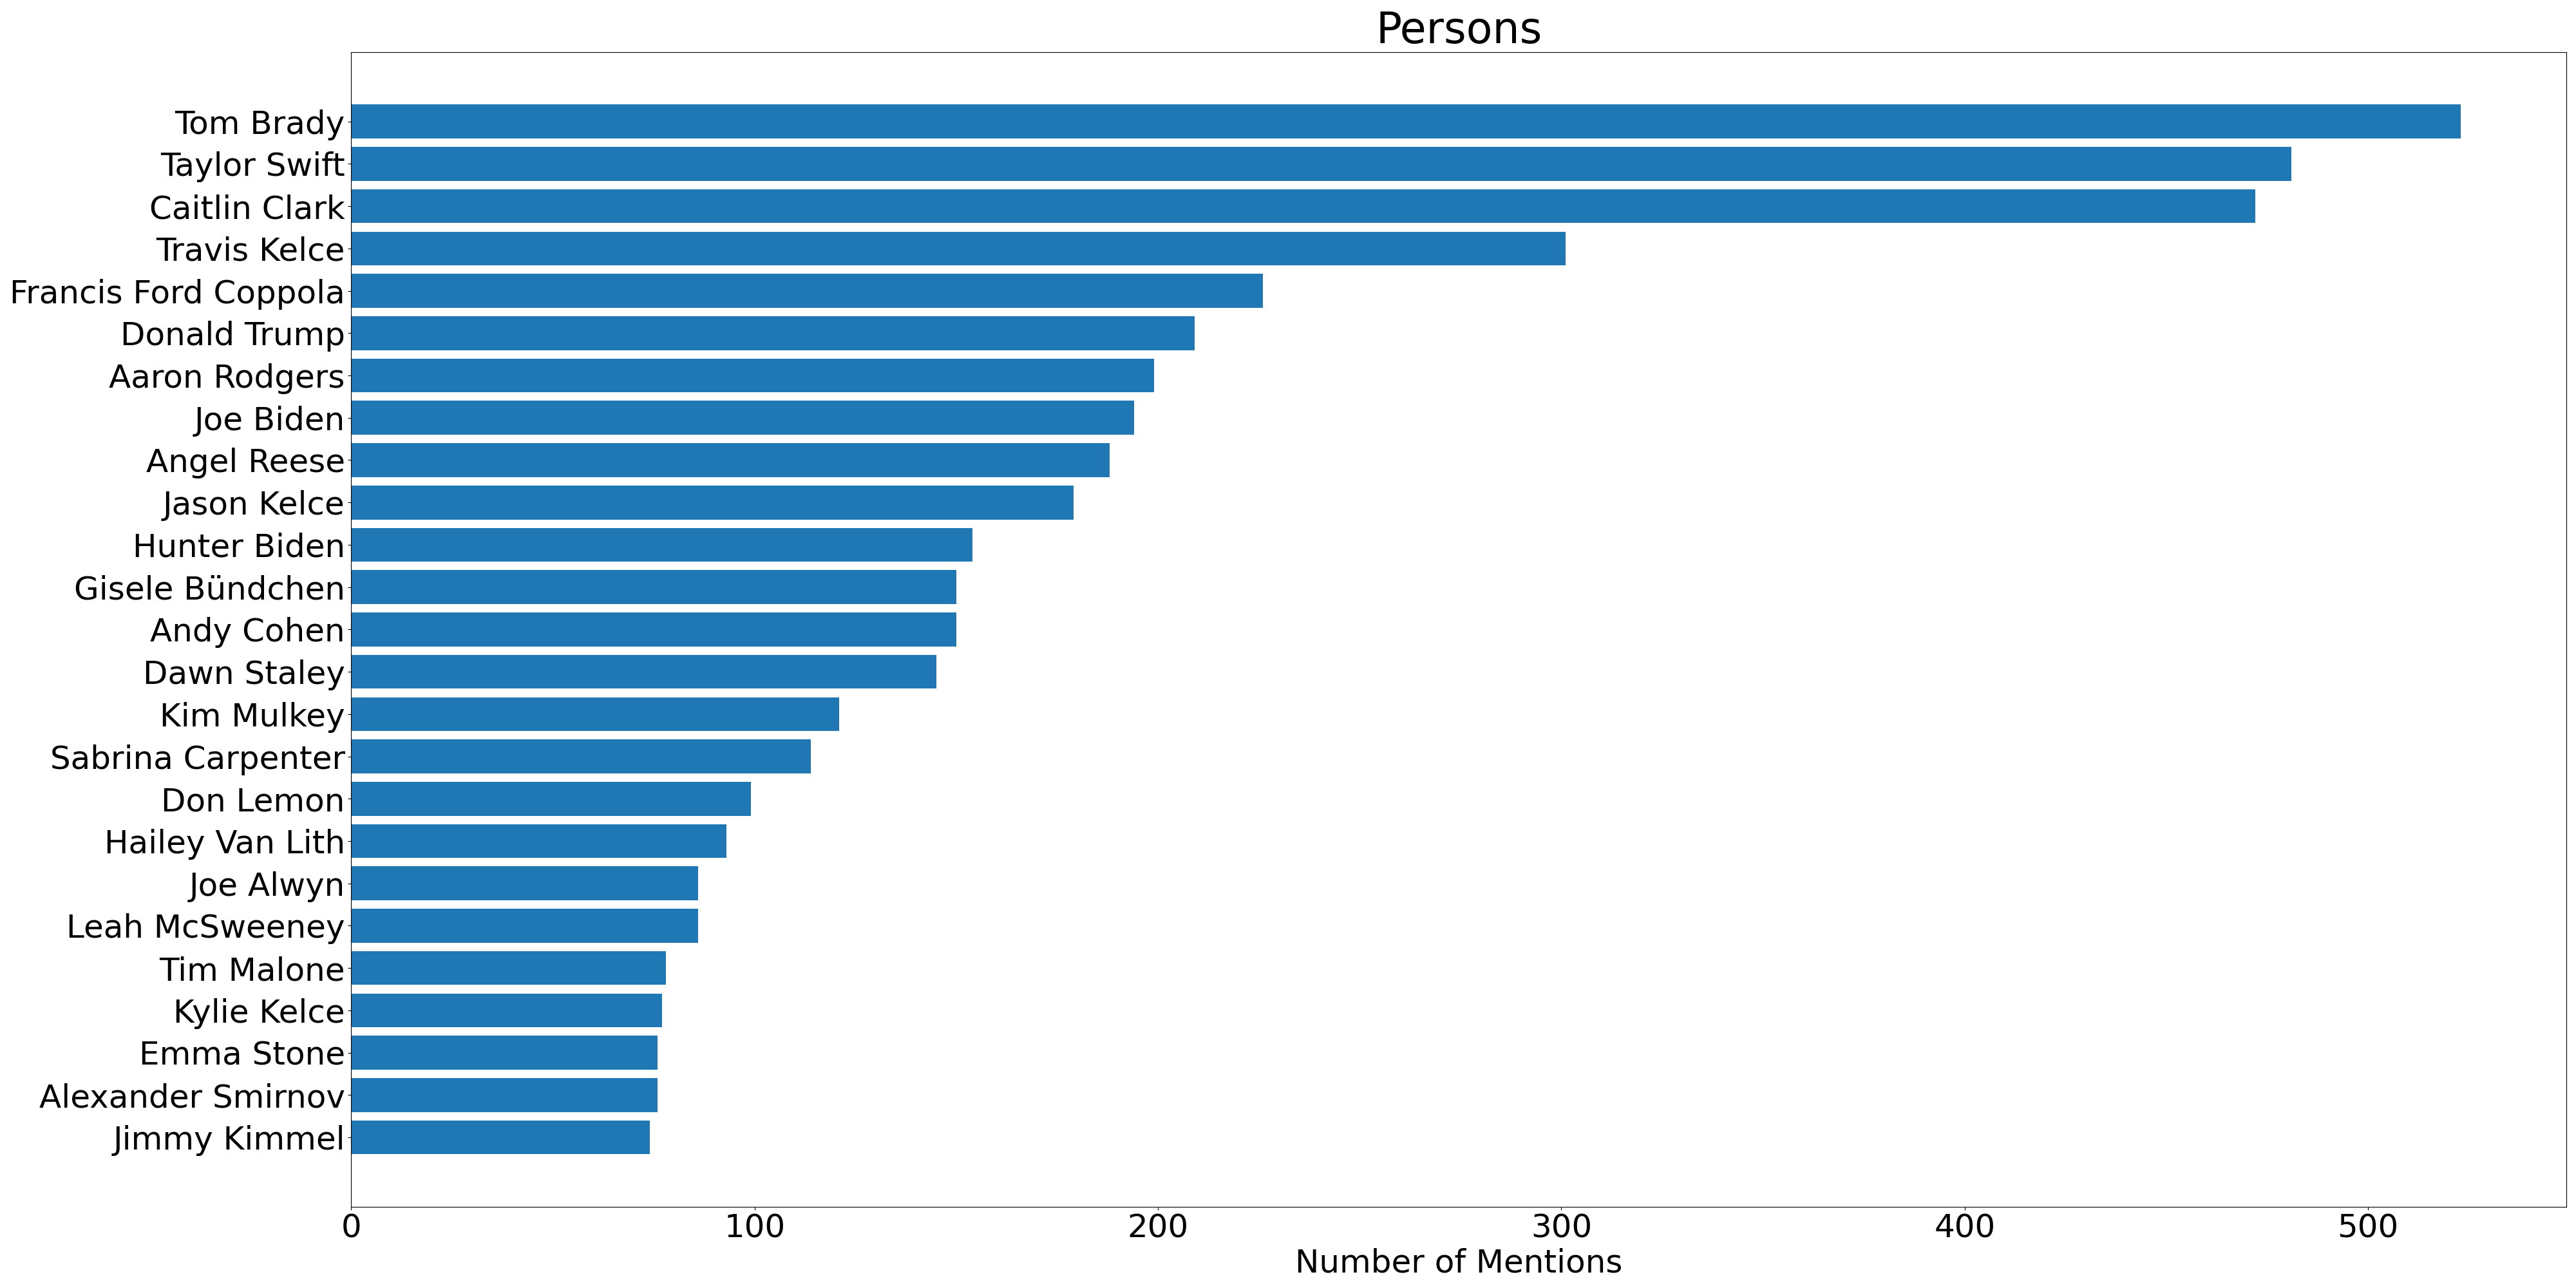 Persons
Tom Brady
Taylor Swift
Caitlin Clark
Travis Kelce
Francis Ford Coppola
Donald Trump
Aaron Rodgers
Joe Biden
Angel Reese
Jason Kelce
Hunter Biden
Gisele Bündchen
Andy Cohen
Dawn Staley
Kim Mulkey
Sabrina Carpenter
Don Lemon
Hailey Van Lith
Joe Alwyn
Leah McSweeney
Tim Malone
Kylie Kelce
Emma Stone
Alexander Smirnov
Jimmy Kimmel
0 100 200 300 400 500
Number of Mentions